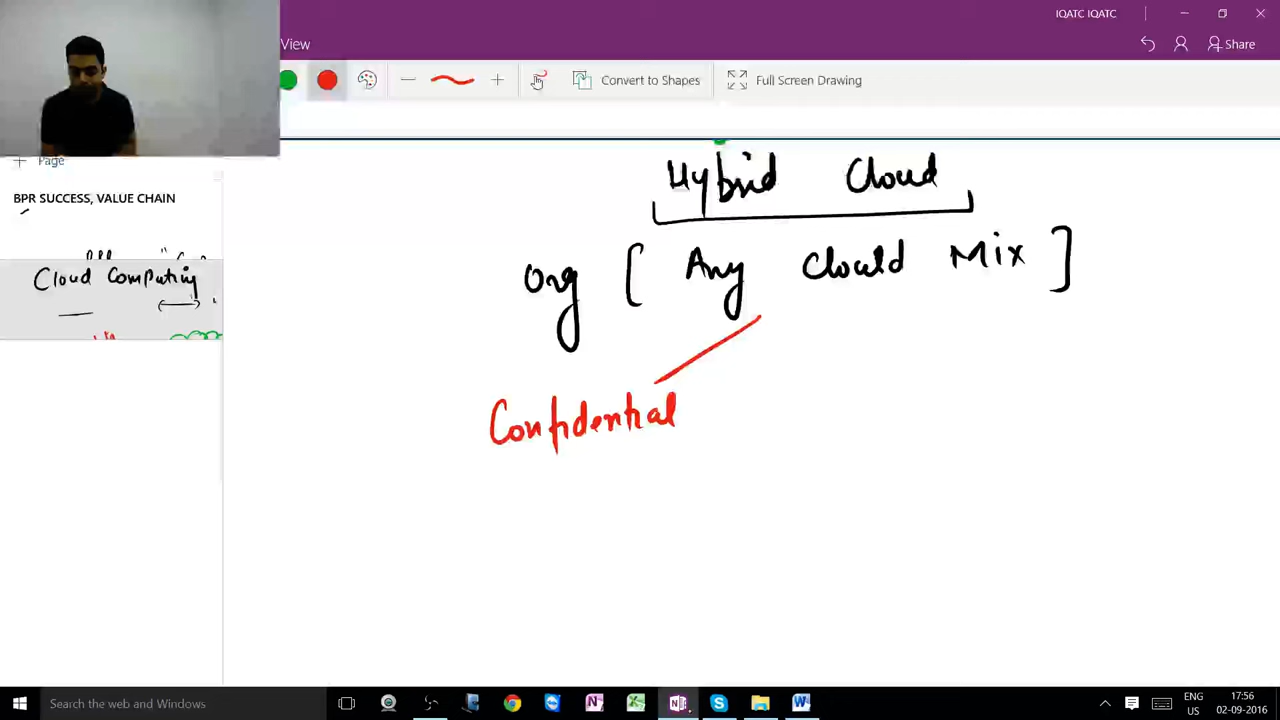 IQATC IQATC
View
Share
Convert to Shapes
Full Screen Drawing
Page
BPR SUCCESS, VALUE CHAIN
Cloud Computing
Hybrid Cloud
Org [ Any Clould Mix ]
Confidential
Search the web and Windows
ENG
US
17:56
02-09-2016